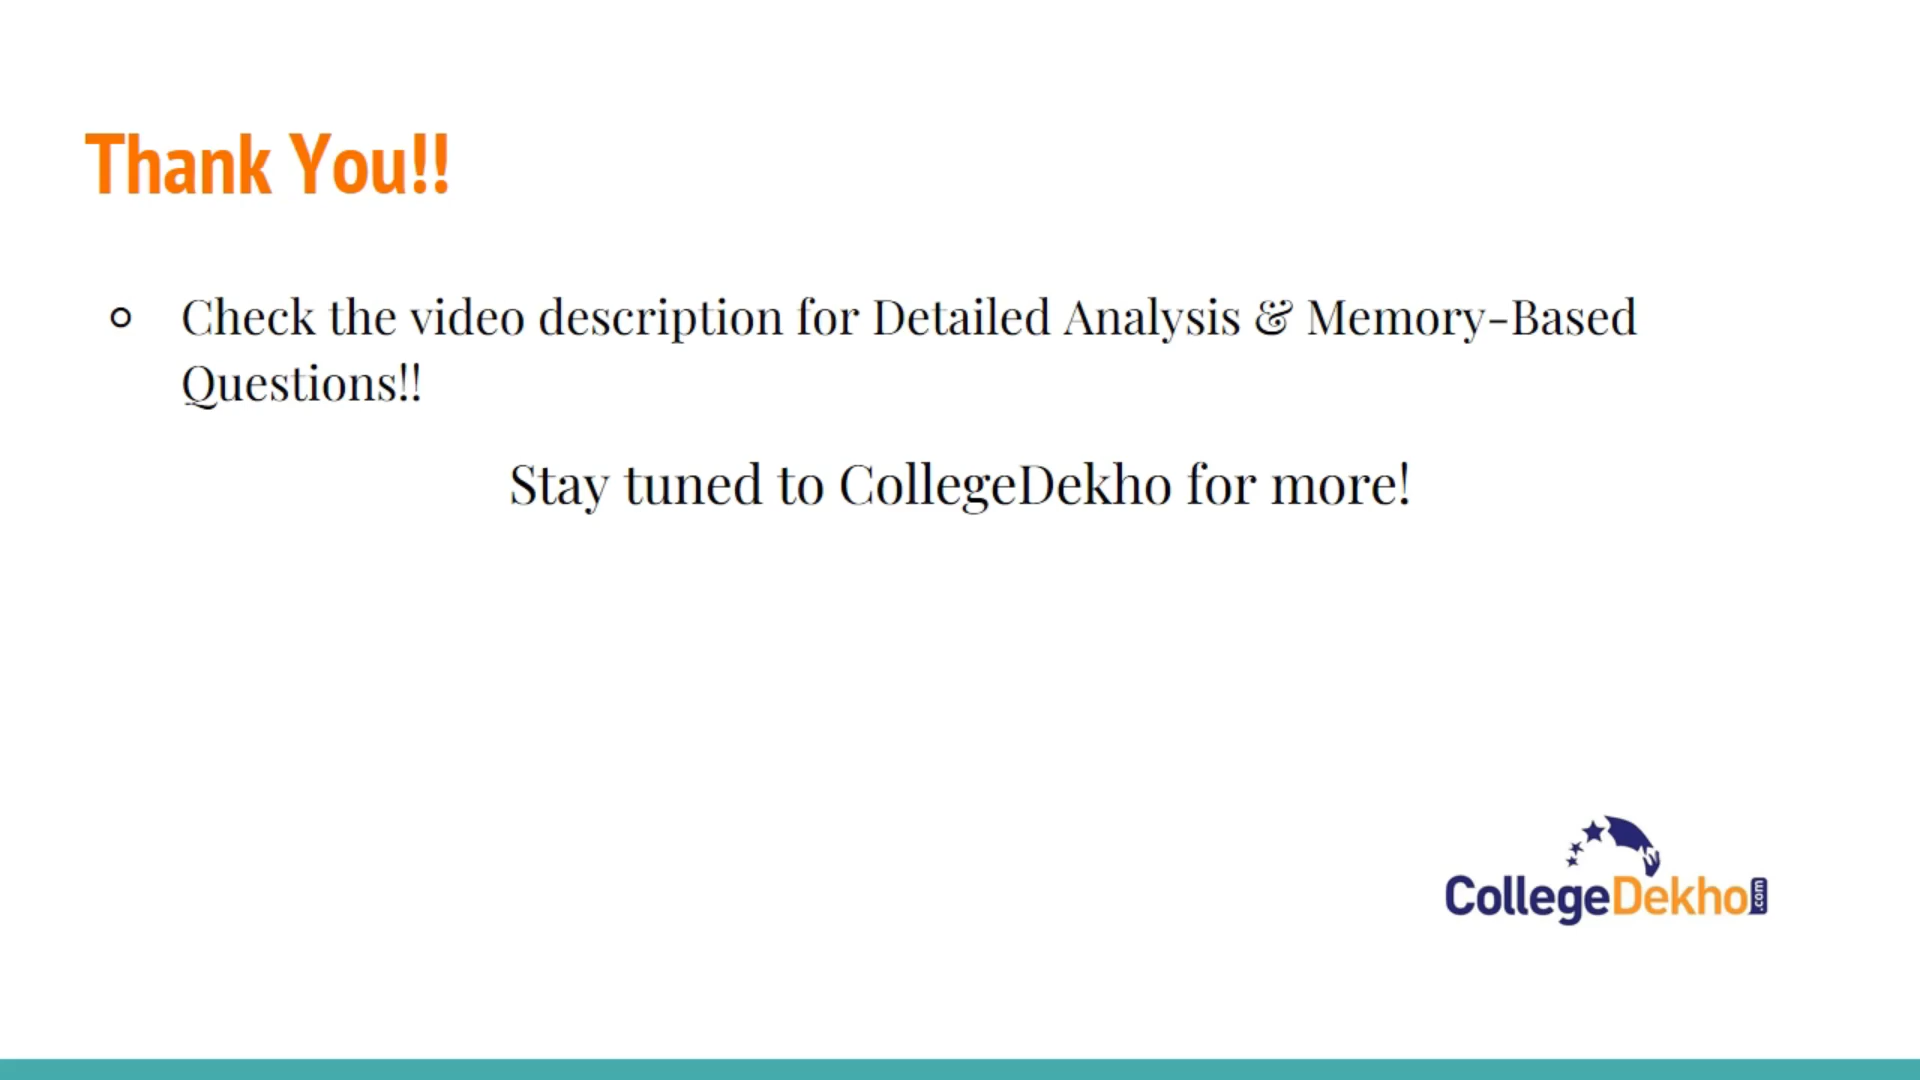 Thank You!!
Check the video description for Detailed Analysis & Memory-Based
Questions!!
Stay tuned to CollegeDekho for more!
CollegeDekho.com